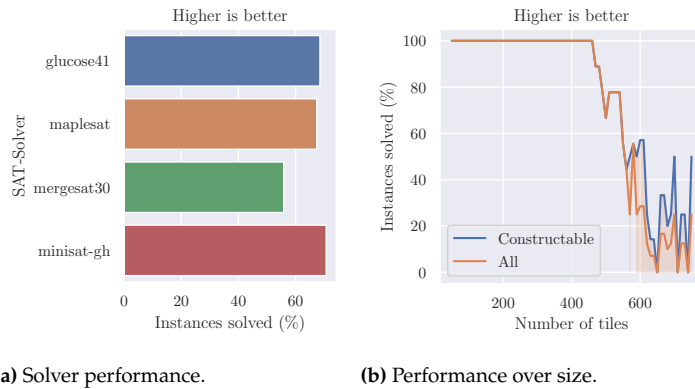 Higher is better
glucose41
maplesat
mergesat30
minisat-gh
SAT-Solver
0 20 40 60
Instances solved (%)
Higher is better
100
80
60
40
20
0
Instances solved (%)
Constructable
All
200 400 600
Number of tiles
a) Solver performance.
(b) Performance over size.